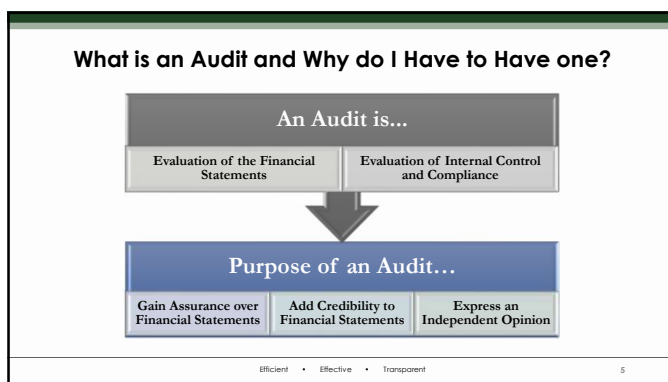 What is an Audit and Why do I Have to Have one?
An Audit is...
Evaluation of the Financial
Statements
Evaluation of Internal Control
and Compliance
Purpose of an Audit…
Gain Assurance over
Financial Statements
Add Credibility to
Financial Statements
Express an
Independent Opinion
Efficient • Effective • Transparent
5